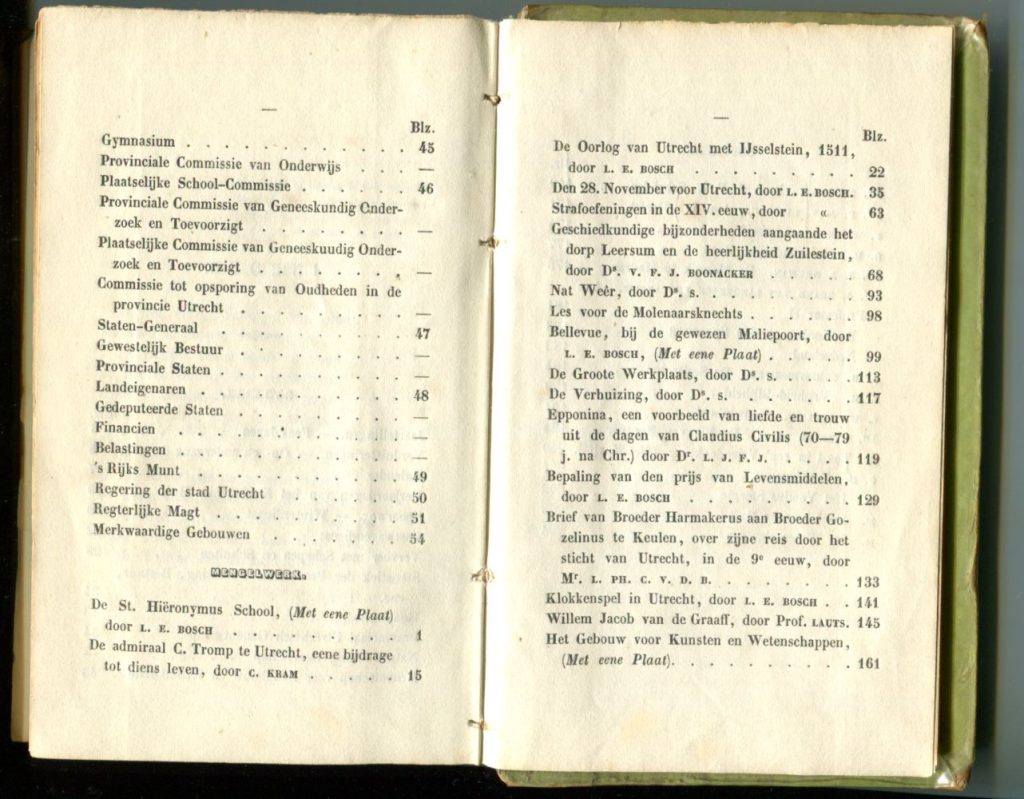 —
Blz.
Gymnasium . . . . . . . . . . . 45
Provinciale Commissie van Onderwijs . . . —
Plaatselijke School-Commissie . . . . . . 46
Provinciale Commissie van Geneeskundig Onder-
zoek en Toevoorzigt . . . . . . . —
Plaatselijke Commissie van Geneeskuudig Onder-
zoek en Toevoorzigt . . . . . . . —
Commissie tot opsporing van Oudheden in de
provincie Utrecht . . . . . . . . —
Staten-Generaal . . . . . . . . . 47
Gewestelijk Bestuur . . . . . . . . —
Provinciale Staten . . . . . . . . . —
Landeigenaren . . . . . . . . . . 48
Gedeputeerde Staten . . . . . . . . —
Financien . . . . . . . . . . . —
Belastingen . . . . . . . . . . . —
's Rijks Munt . . . . . . . . . . 49
Regering der stad Utrecht . . . . . . 50
Regterlijke Magt . . . . . . . . . 51
Merkwaardige Gebouwen . . . . . . . 54
MENGELWERK.
De St. Hiëronymus School, (Met eene Plaat)
door L. E. BOSCH . . . . . . . . 1
De admiraal C. Tromp te Utrecht, eene bijdrage
tot diens leven, door C. KRAM . . . . . 15
—
Blz.
De Oorlog van Utrecht met IJsselstein, 1511,
door L. E. BOSCH . . . . . . . . 22
Den 28. November voor Utrecht, door L. E. BOSCH. 35
Strafoefeningen in de XIV. eeuw, door « 63
Geschiedkundige bijzonderheden aangaande het
dorp Leersum en de heerlijkheid Zuilestein,
door Ds. V. F. J. BOONACKER . . . . . 68
Nat Weêr, door Ds. S. . . . . . . . 93
Les voor de Molenaarsknechts . . . . . . 98
Bellevue, bij de gewezen Maliepoort, door
L. E. BOSCH, (Met eene Plaat) . . . . . 99
De Groote Werkplaats, door Ds. S. . . . . 113
De Verhuizing, door Ds. S. . . . . . . 117
Epponina, een voorbeeld van liefde en trouw
uit de dagen van Claudius Civilis (70—79
j. na Chr.) door Dr. L. J. F. J. . . . . . 119
Bepaling van den prijs van Levensmiddelen,
door L. E. BOSCH . . . . . . . . 129
Brief van Broeder Harmakerus aan Broeder Go-
zelinus te Keulen, over zijne reis door het
sticht van Utrecht, in de 9e eeuw, door
Mr. L. PH. C. V. D. B. . . . . . . . 133
Klokkenspel in Utrecht, door L. E. BOSCH . . 141
Willem Jacob van de Graaff, door Prof. LAUTS. 145
Het Gebouw voor Kunsten en Wetenschappen,
(Met eene Plaat). . . . . . . . . 161